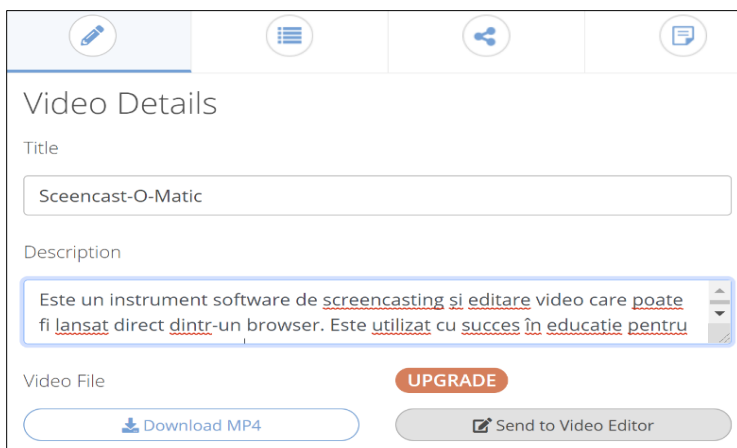 Video Details
Title
Sceencast-O-Matic
Description
Este un instrument software de screencasting și editare video care poate
fi lansat direct dintr-un browser. Este utilizat cu succes în educație pentru
Video File
UPGRADE
Download MP4
Send to Video Editor